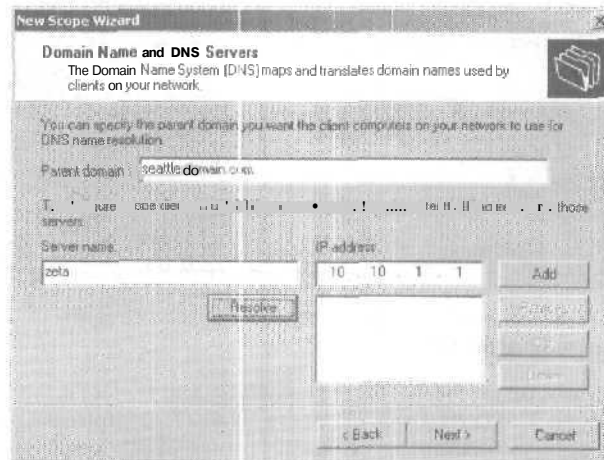 New Scope Wizard
Domain Name and DNS Servers
The Domain Name System (DNS) maps and translates domain names used by
clients on your network.
You can specify the parent domain you want the client computers on your network to use for
DNS name resolution.
Parent domain: seattle.domain.com
those
servers.
Server name:
IP address:
zeta
10 . 10 . 1 . 1
Add
Resolve
< Back
Next >
Cancel